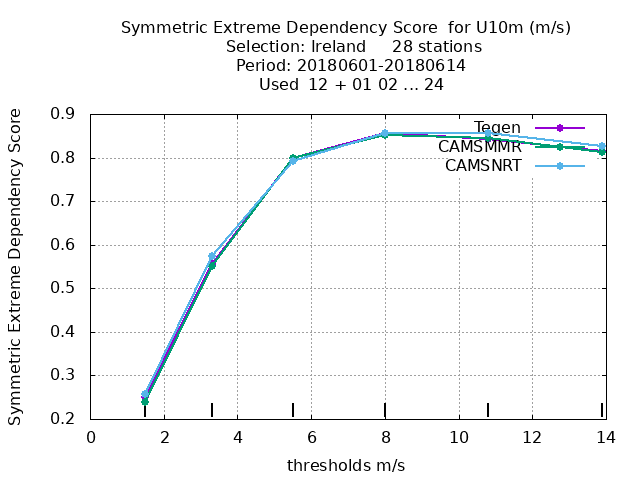 Symmetric Extreme Dependency Score for U10m (m/s)
Selection: Ireland 28 stations
Period: 20180601-20180614
Used 12 + 01 02 ... 24
Symmetric Extreme Dependency Score
0.9
0.8
0.7
0.6
0.5
0.4
0.3
0.2
Tegen
CAMSMMR
CAMSNRT
0 2 4 6 8 10 12 14
thresholds m/s